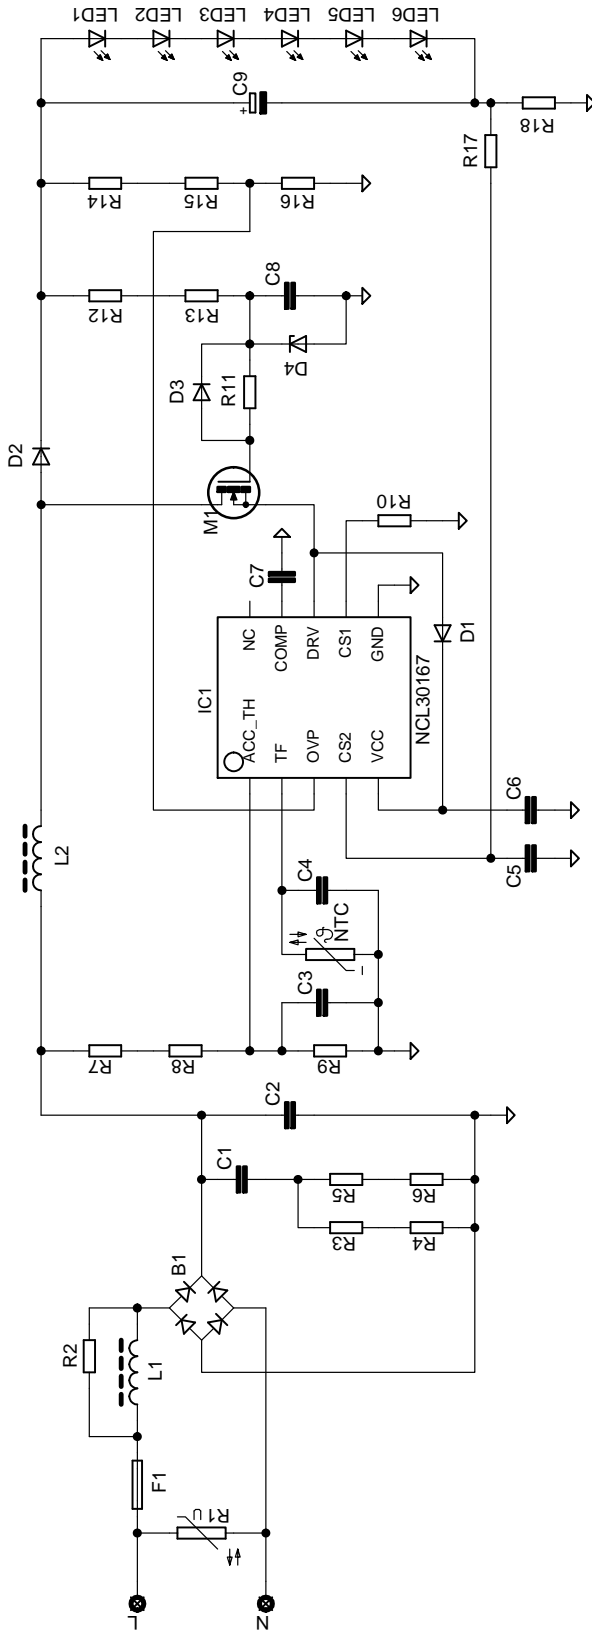 LED1
LED2
LED3
LED4
LED5
LED6
C9
+
R17
R18
R14
R15
R16
R12
R13
C8
D3
R11
D4
D2
M1
R10
C7
D1
IC1
NCL30167
ACC_TH
TF
OVP
CS2
VCC
NC
COMP
DRV
CS1
GND
L2
C6
C5
C4
ϑ
NTC
C3
R7
R8
R9
C2
C1
R5
R6
R3
R4
B1
R2
L1
F1
R1
U
L
N